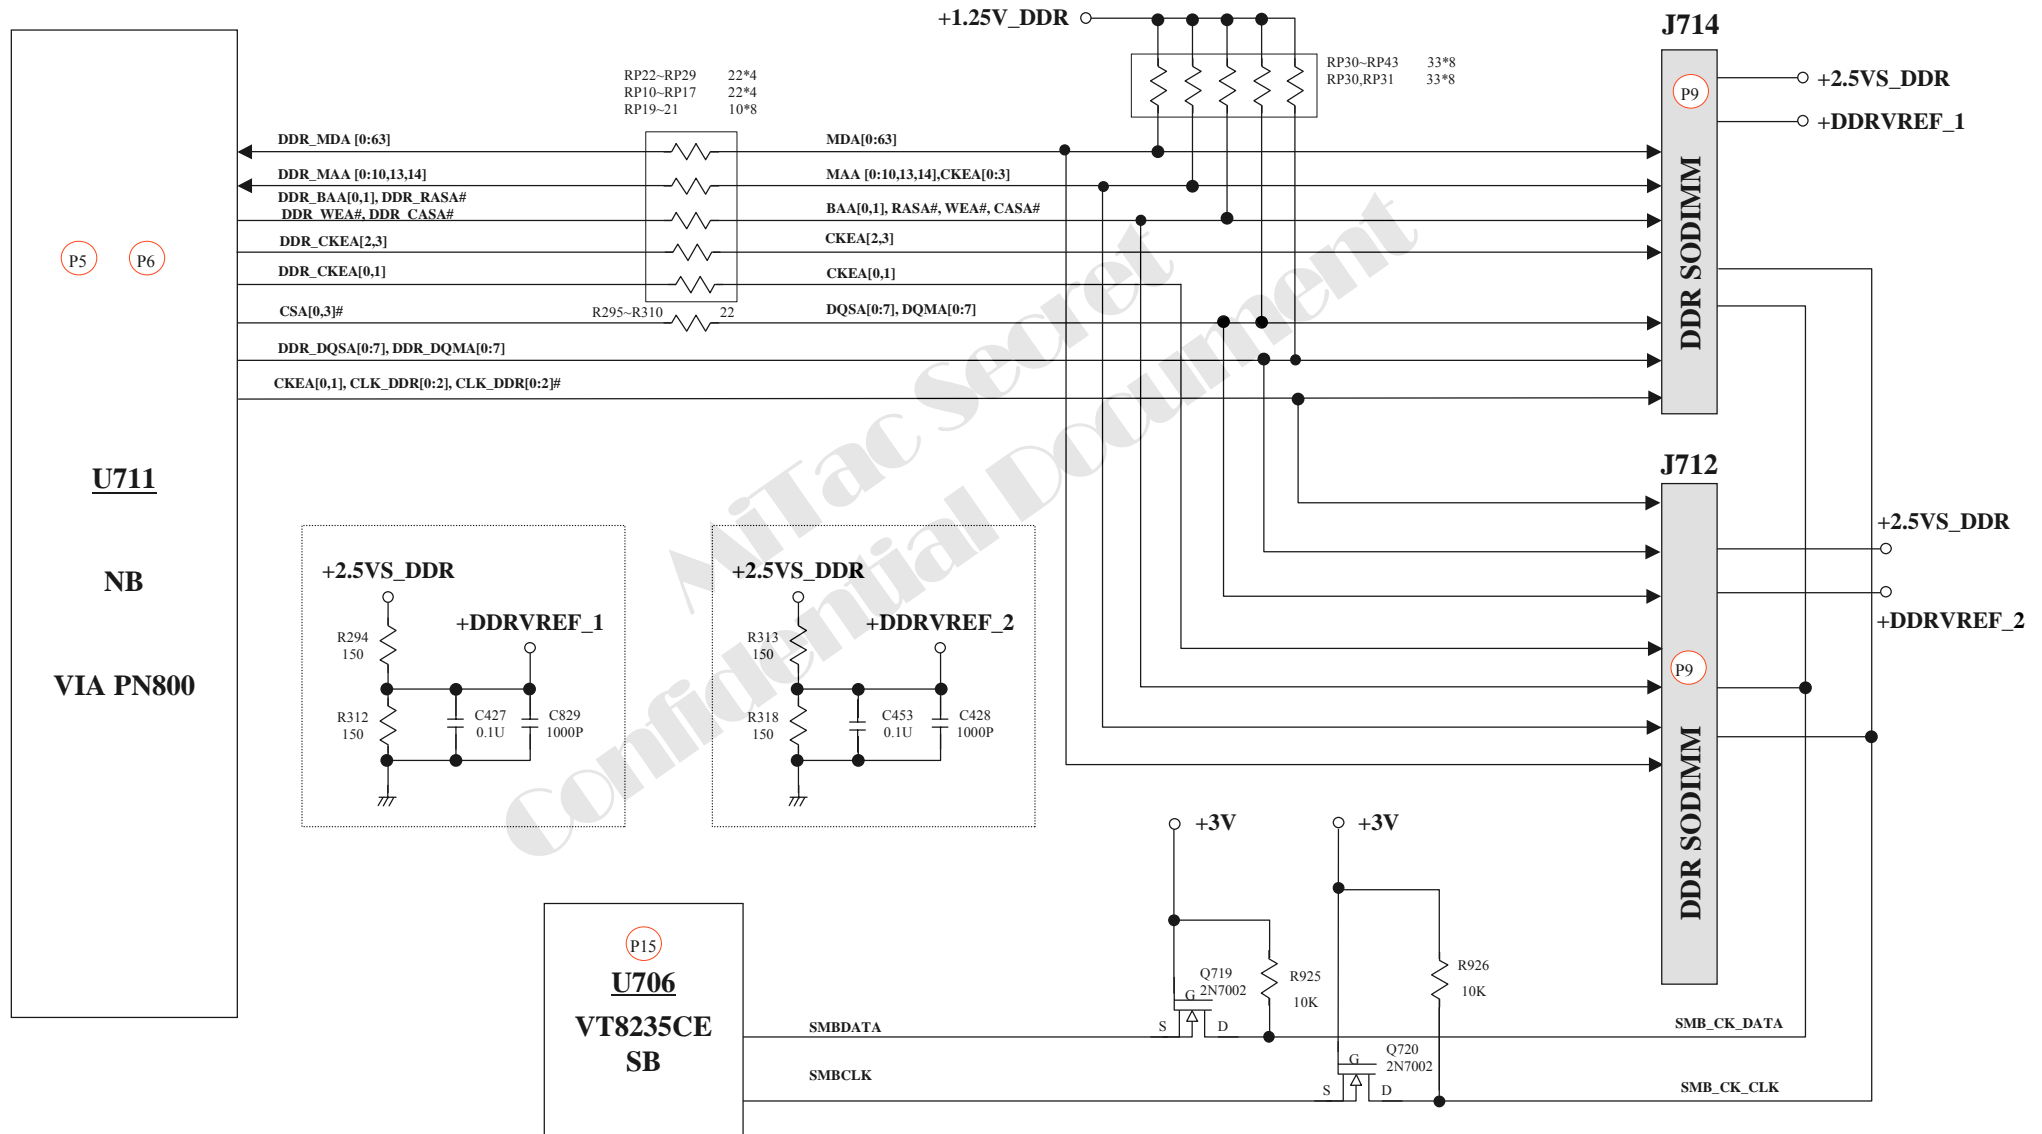 +1.25V_DDR
J714
RP22~RP29 22*4
RP10~RP17 22*4
RP19~21 10*8
RP30~RP43 33*8
RP30,RP31 33*8
P9
+2.5VS_DDR
+DDRVREF_1
DDR SODIMM
DDR_MDA [0:63]
MDA[0:63]
DDR_MAA [0:10,13,14]
MAA [0:10,13,14],CKEA[0:3]
DDR_BAA[0,1], DDR_RASA#
DDR_WEA#, DDR_CASA#
BAA[0,1], RASA#, WEA#, CASA#
DDR_CKEA[2,3]
CKEA[2,3]
P5 P6
DDR_CKEA[0,1]
CKEA[0,1]
CSA[0,3]#
R295~R310 22
DQSA[0:7], DQMA[0:7]
DDR_DQSA[0:7], DDR_DQMA[0:7]
CKEA[0,1], CLK_DDR[0:2], CLK_DDR[0:2]#
U711
NB
VIA PN800
J712
+2.5VS_DDR
+DDRVREF_2
P9
DDR SODIMM
MiTac Secret
Confidential Document
+2.5VS_DDR
+DDRVREF_1
R294
150
R312
150
C427
0.1U
C829
1000P
+2.5VS_DDR
+DDRVREF_2
R313
150
R318
150
C453
0.1U
C428
1000P
+3V
+3V
P15
U706
VT8235CE
SB
Q719
2N7002
G
S D
R925
10K
R926
10K
SMBDATA
SMB_CK_DATA
Q720
2N7002
G
S D
SMBCLK
SMB_CK_CLK